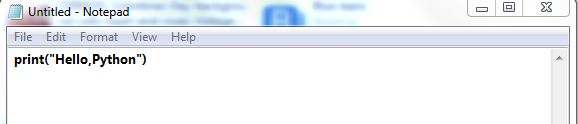 Untitled - Notepad
File Edit Format View Help
print("Hello,Python")